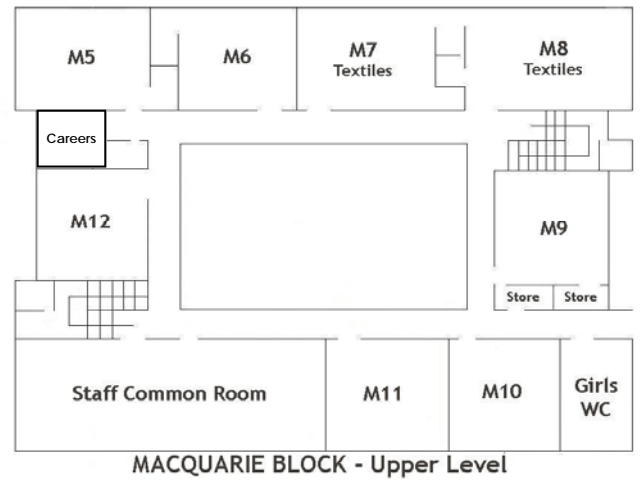 M5
M6
M7
Textiles
M8
Textiles
Careers
M12
M9
Store
Store
Staff Common Room
M11
M10
Girls
WC
MACQUARIE BLOCK - Upper Level